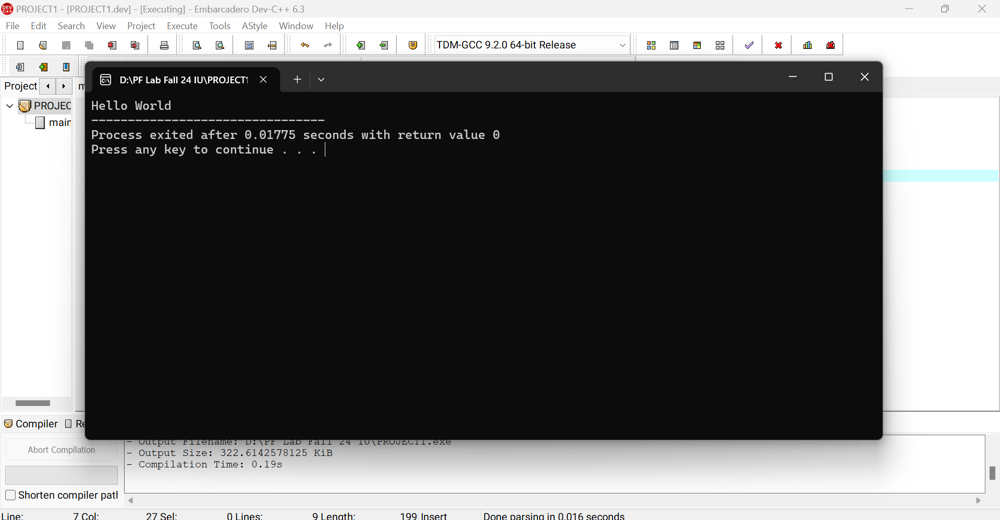 PROJECT1 - [PROJECT1.dev] - [Executing] - Embarcadero Dev-C++ 6.3
File Edit Search View Project Execute Tools AStyle Window Help
TDM-GCC 9.2.0 64-bit Release
Project
D:\PF Lab Fall 24 IU\PROJECT1
PROJEC
main
Hello World
--------------------------------
Process exited after 0.01775 seconds with return value 0
Press any key to continue . . .
Compiler Re
Abort Compilation
Shorten compiler path
- Output Filename: D:\PF Lab Fall 24 IU\PROJECT1.exe
- Output Size: 322.6142578125 KiB
- Compilation Time: 0.19s
Line: 7 Col: 27 Sel: 0 Lines: 9 Length: 199 Insert Done parsing in 0.016 seconds